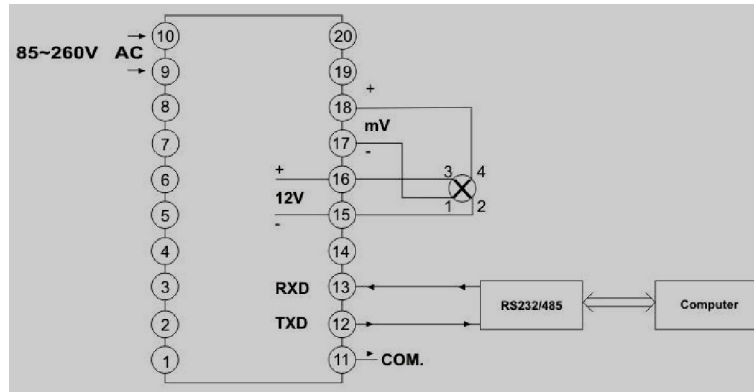 10 20
85~260V AC
9 19
+
8 18
mV
7 17
-
3 4
+
6 16
12V
1 2
5 15
-
4 14
RXD
3 13
RS232/485 Computer
TXD
2 12
1 11 COM.